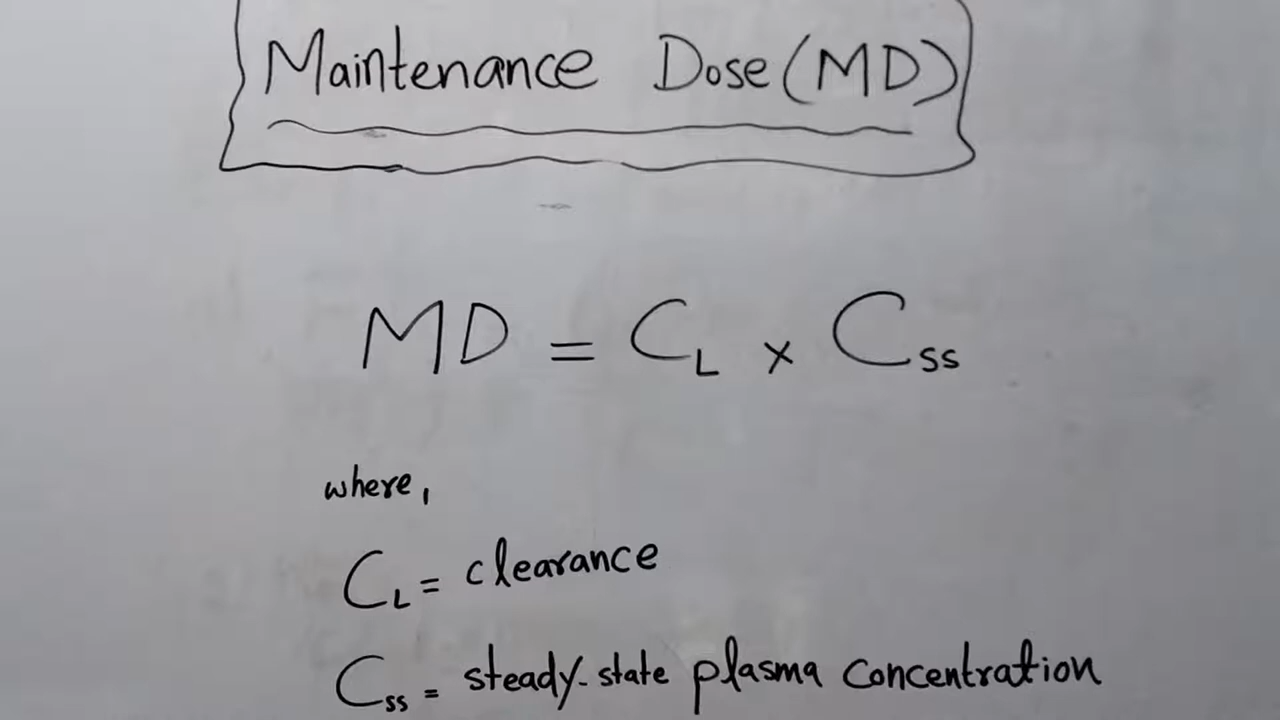 Maintenance Dose (MD)
MD = CL × Css
where,
CL = clearance
Css = steady-state plasma concentration